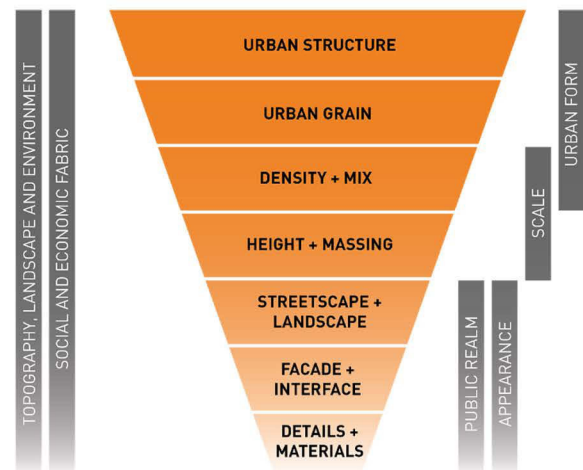 TOPOGRAPHY, LANDSCAPE AND ENVIRONMENT
SOCIAL AND ECONOMIC FABRIC
URBAN STRUCTURE
URBAN GRAIN
DENSITY + MIX
HEIGHT + MASSING
STREETSCAPE +
LANDSCAPE
FACADE +
INTERFACE
DETAILS +
MATERIALS
PUBLIC REALM
APPEARANCE
SCALE
URBAN FORM